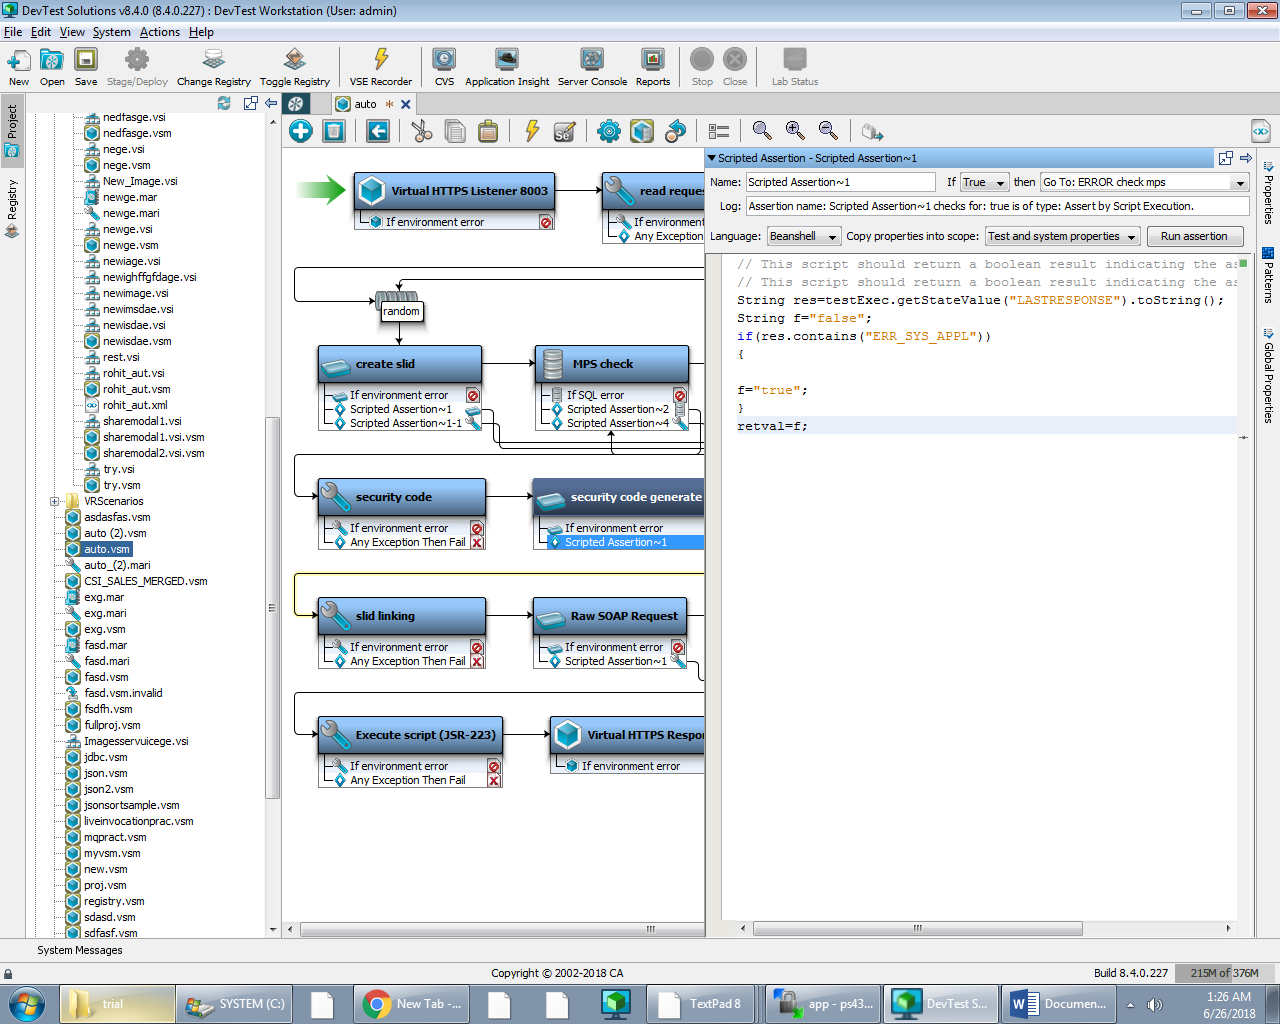 DevTest Solutions v8.4.0 (8.4.0.227) : DevTest Workstation (User: admin)
File Edit View System Actions Help
New Open Save Stage/Deploy Change Registry Toggle Registry VSE Recorder CVS Application Insight Server Console Reports Stop Close Lab Status
Project
Registry
nedfasge.vsi
nedfasge.vsm
nege.vsi
nege.vsm
New_Image.vsi
newge.mar
newge.mari
newge.vsi
newge.vsm
newiage.vsi
newighffgfdage.vsi
newimage.vsi
newimsdae.vsi
newisdae.vsi
newisdae.vsm
rest.vsi
rohit_aut.vsi
rohit_aut.vsm
rohit_aut.xml
sharemodal1.vsi
sharemodal1.vsi.vsm
sharemodal2.vsi.vsm
try.vsi
try.vsm
VRScenarios
asdasfas.vsm
auto (2).vsm
auto.vsm
auto_(2).mari
CSI_SALES_MERGED.vsm
exg.mar
exg.mari
exg.vsm
fasd.mar
fasd.mari
fasd.vsm
fasd.vsm.invalid
fsdfh.vsm
fullproj.vsm
Imagesservuicege.vsi
jdbc.vsm
json.vsm
json2.vsm
jsonsortsample.vsm
liveinvocationprac.vsm
mqpract.vsm
myvsm.vsm
new.vsm
proj.vsm
registry.vsm
sdasd.vsm
sdfasf.vsm
auto
Virtual HTTPS Listener 8003
If environment error
read reque
If environmen
Any Exception
random
create slid
If environment error
Scripted Assertion~1
Scripted Assertion~1-1
MPS check
If SQL error
Scripted Assertion~2
Scripted Assertion~4
security code
If environment error
Any Exception Then Fail
security code generate
If environment error
Scripted Assertion~1
slid linking
If environment error
Any Exception Then Fail
Raw SOAP Request
If environment error
Scripted Assertion~1
Execute script (JSR-223)
If environment error
Any Exception Then Fail
Virtual HTTPS Respo
If environment error
Scripted Assertion - Scripted Assertion~1
Name: Scripted Assertion~1 If True then Go To: ERROR check mps
Log: Assertion name: Scripted Assertion~1 checks for: true is of type: Assert by Script Execution.
Language: Beanshell Copy properties into scope: Test and system properties Run assertion
// This script should return a boolean result indicating the as
// This script should return a boolean result indicating the as
String res=testExec.getStateValue("LASTRESPONSE").toString();
String f="false";
if(res.contains("ERR_SYS_APPL"))
{
f="true";
}
retval=f;
Properties
Patterns
Global Properties
System Messages
Copyright © 2002-2018 CA
Build 8.4.0.227 215M of 376M
trial SYSTEM (C:) New Tab -... TextPad 8 app - ps43... DevTest S... Documen... 1:26 AM
6/26/2018